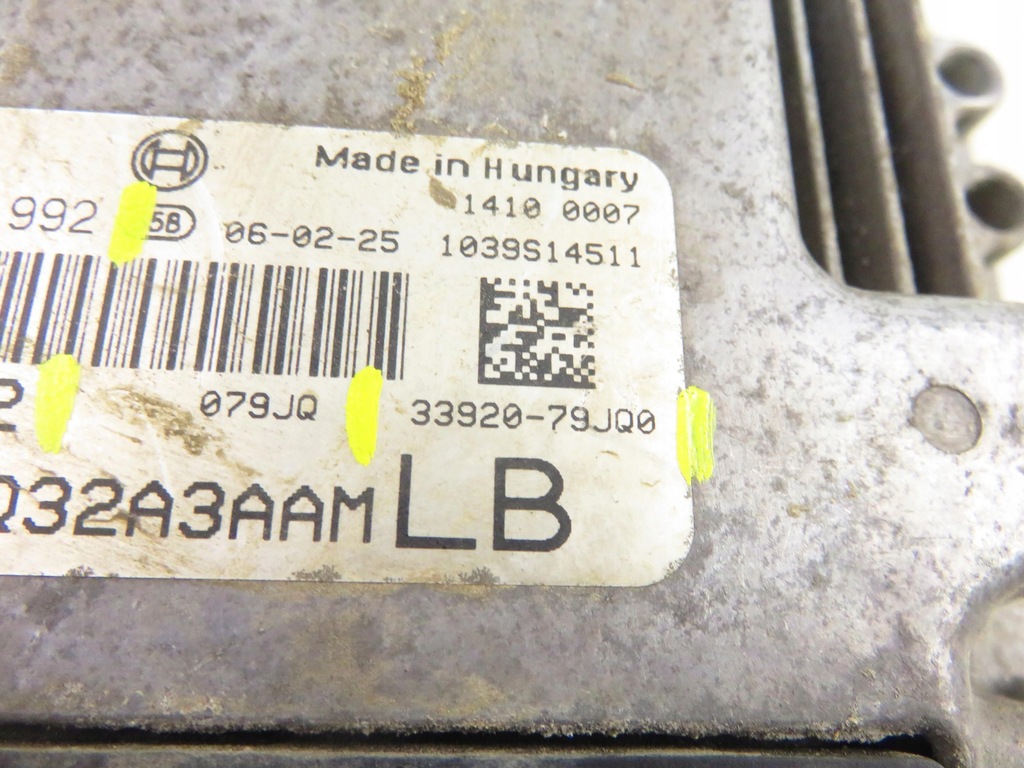 Made in Hungary
1410 0007
992 5B 06-02-25 1039S14511
2 079JQ 33920-79JQ0
Q32A3AAM LB